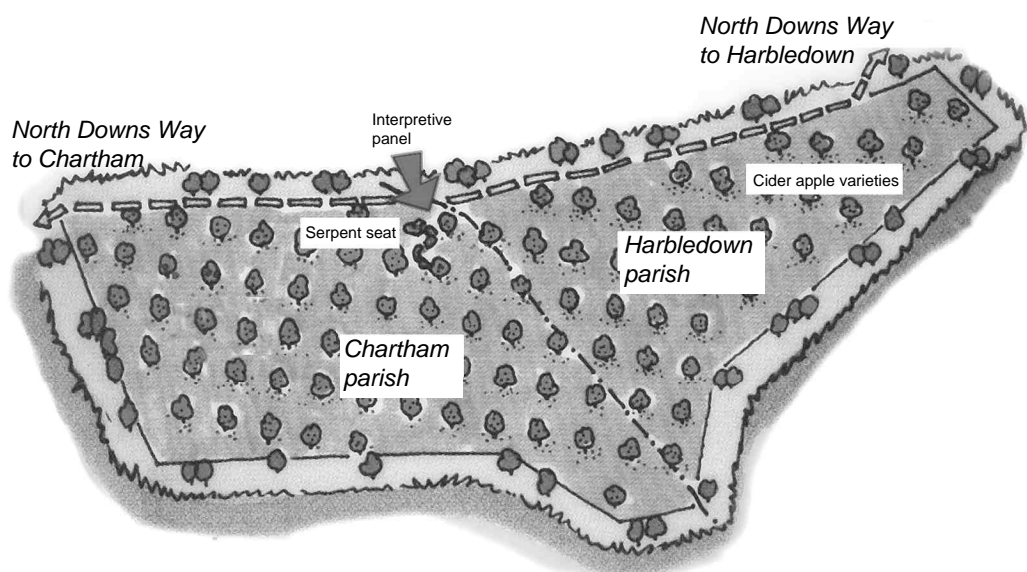 North Downs Way
to Harbledown
North Downs Way
to Chartham
Interpretive
panel
Cider apple varieties
Serpent seat
Harbledown
parish
Chartham
parish